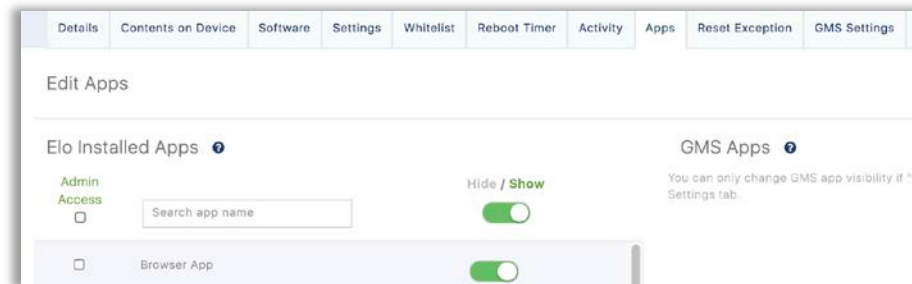 Details Contents on Device Software Settings Whitelist Reboot Timer Activity Apps Reset Exception GMS Settings
Edit Apps
Elo Installed Apps
GMS Apps
Admin Access
Hide / Show
You can only change GMS app visibility if "
Settings tab.
Search app name
Browser App